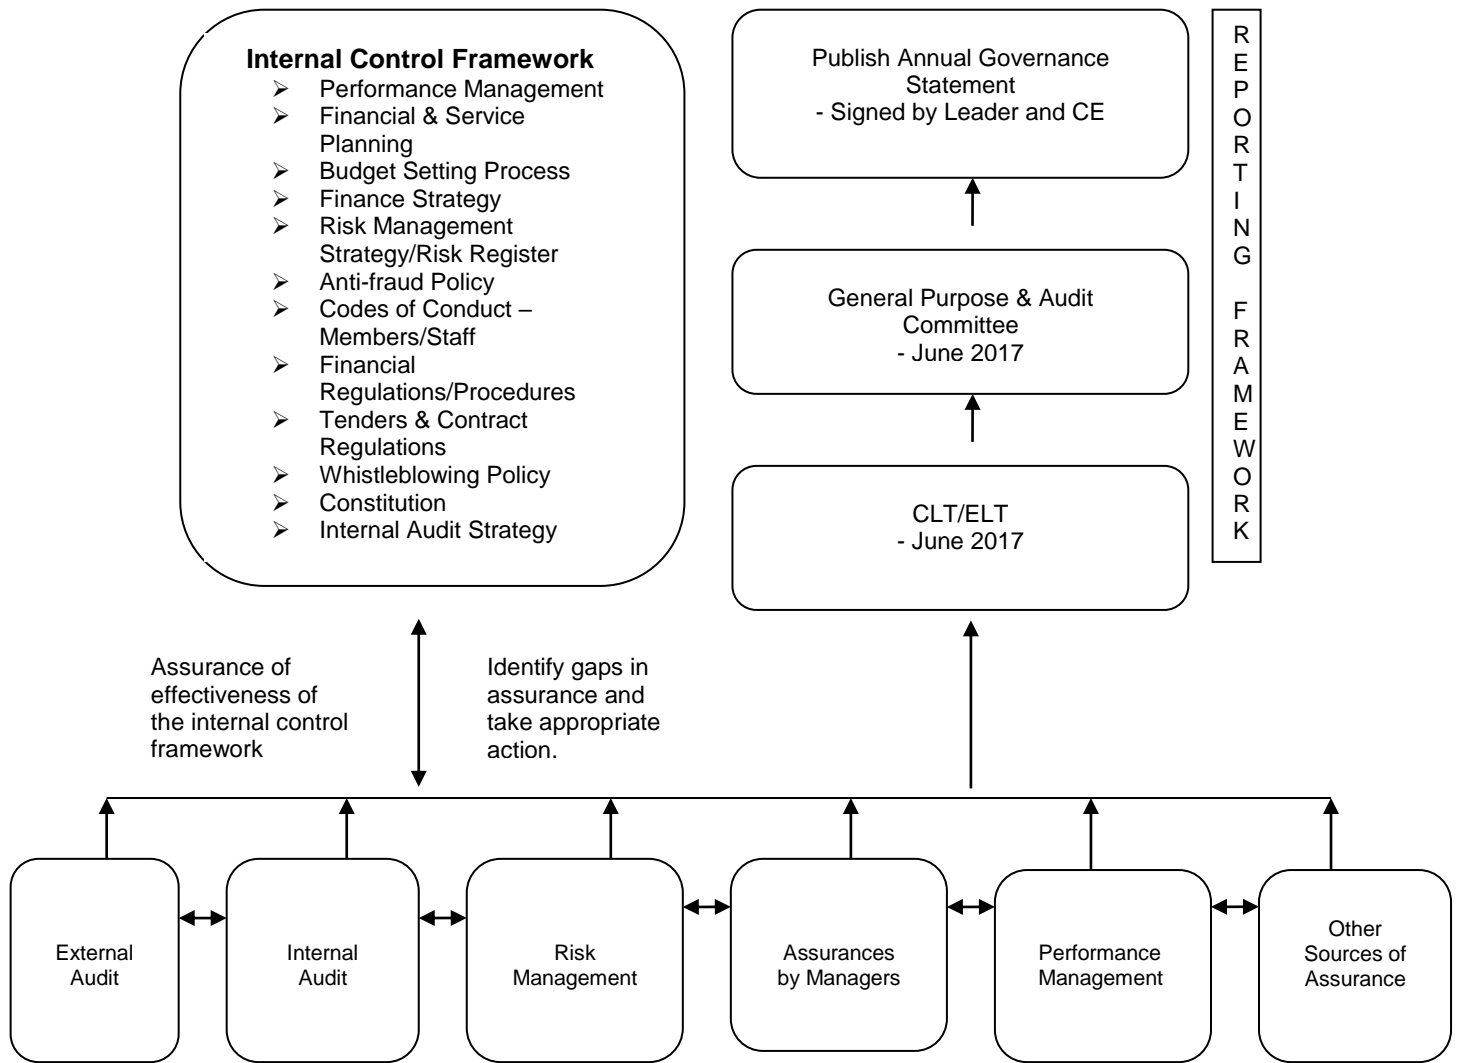 Internal Control Framework
➢ Performance Management
➢ Financial & Service
Planning
➢ Budget Setting Process
➢ Finance Strategy
➢ Risk Management
Strategy/Risk Register
➢ Anti-fraud Policy
➢ Codes of Conduct –
Members/Staff
➢ Financial
Regulations/Procedures
➢ Tenders & Contract
Regulations
➢ Whistleblowing Policy
➢ Constitution
➢ Internal Audit Strategy
Publish Annual Governance
Statement
- Signed by Leader and CE
General Purpose & Audit
Committee
- June 2017
CLT/ELT
- June 2017
R
E
P
O
R
T
I
N
G
F
R
A
M
E
W
O
R
K
Assurance of
effectiveness of
the internal control
framework
Identify gaps in
assurance and
take appropriate
action.
External
Audit
Internal
Audit
Risk
Management
Assurances
by Managers
Performance
Management
Other
Sources of
Assurance